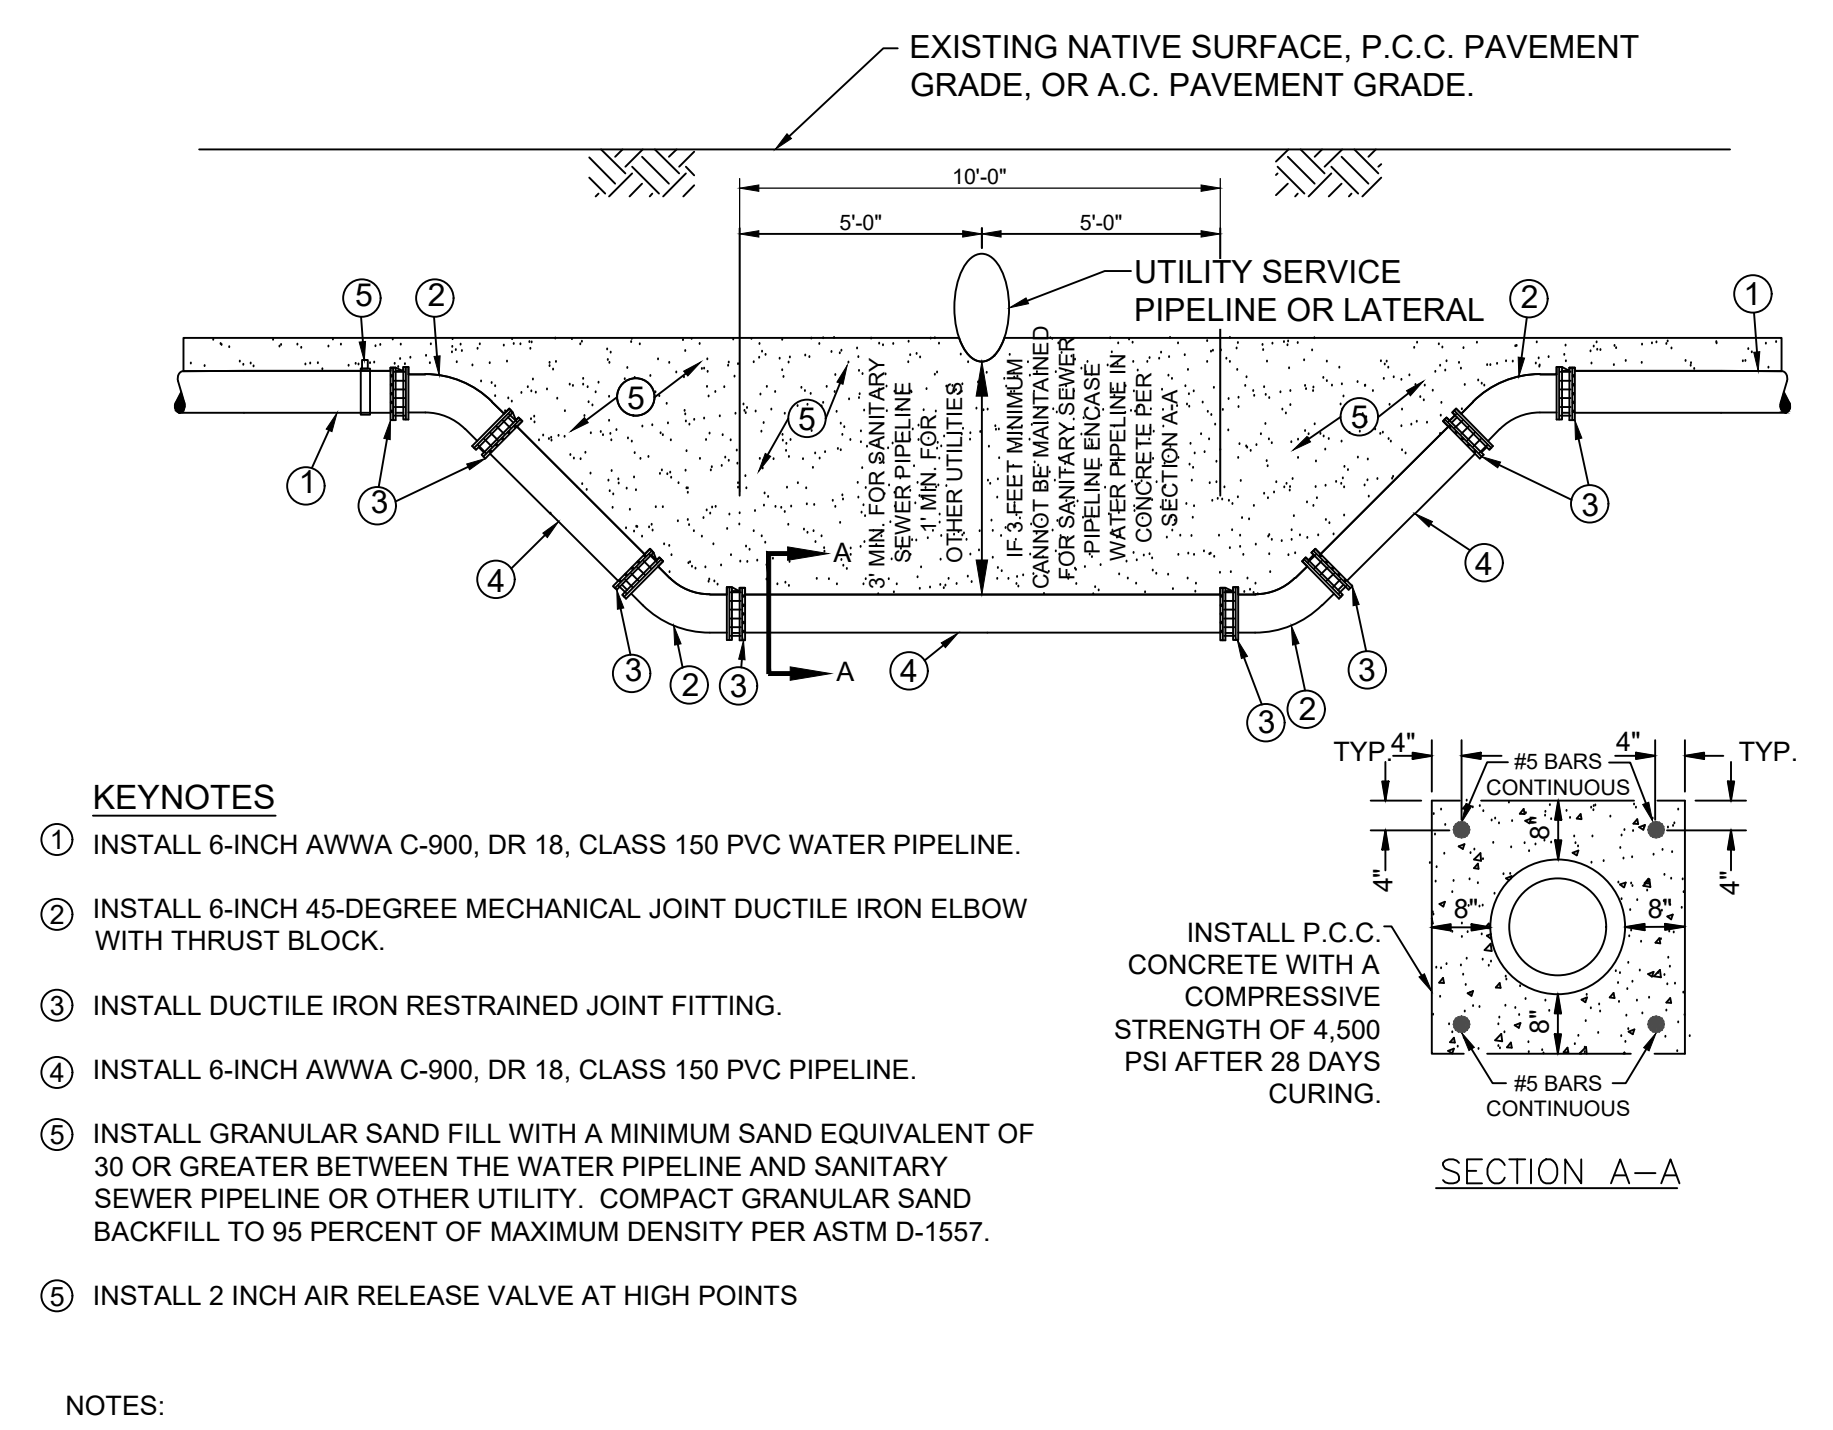 EXISTING NATIVE SURFACE, P.C.C. PAVEMENT
GRADE, OR A.C. PAVEMENT GRADE.
10'-0"
5'-0"
5'-0"
UTILITY SERVICE
PIPELINE OR LATERAL
5
2
2
1
5
5
5
1
3
3
4
4
3
2
3
4
3
2
3
3' MIN. FOR SANITARY
SEWER PIPELINE
1' MIN. FOR
OTHER UTILITIES
IF 3 FEET MINIMUM
CANNOT BE MAINTAINED
FOR SANITARY SEWER
PIPELINE ENCASE
WATER PIPELINE IN
CONCRETE PER
SECTION A-A
A
A
KEYNOTES
1 INSTALL 6-INCH AWWA C-900, DR 18, CLASS 150 PVC WATER PIPELINE.
2 INSTALL 6-INCH 45-DEGREE MECHANICAL JOINT DUCTILE IRON ELBOW
WITH THRUST BLOCK.
3 INSTALL DUCTILE IRON RESTRAINED JOINT FITTING.
4 INSTALL 6-INCH AWWA C-900, DR 18, CLASS 150 PVC PIPELINE.
5 INSTALL GRANULAR SAND FILL WITH A MINIMUM SAND EQUIVALENT OF
30 OR GREATER BETWEEN THE WATER PIPELINE AND SANITARY
SEWER PIPELINE OR OTHER UTILITY. COMPACT GRANULAR SAND
BACKFILL TO 95 PERCENT OF MAXIMUM DENSITY PER ASTM D-1557.
5 INSTALL 2 INCH AIR RELEASE VALVE AT HIGH POINTS
NOTES:
TYP. 4"
4" TYP.
#5 BARS
CONTINUOUS
8"
4"
4"
8"
8"
8"
INSTALL P.C.C.
CONCRETE WITH A
COMPRESSIVE
STRENGTH OF 4,500
PSI AFTER 28 DAYS
CURING.
#5 BARS
CONTINUOUS
SECTION A-A